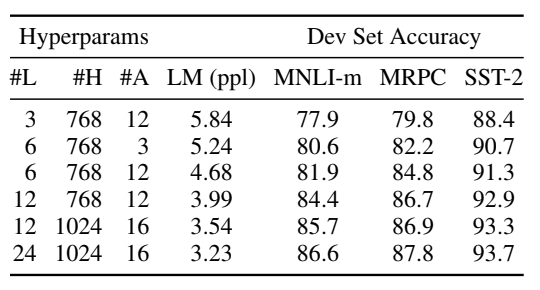 Hyperparams Dev Set Accuracy
#L #H #A LM (ppl) MNLI-m MRPC SST-2
3 768 12 5.84 77.9 79.8 88.4
6 768 3 5.24 80.6 82.2 90.7
6 768 12 4.68 81.9 84.8 91.3
12 768 12 3.99 84.4 86.7 92.9
12 1024 16 3.54 85.7 86.9 93.3
24 1024 16 3.23 86.6 87.8 93.7